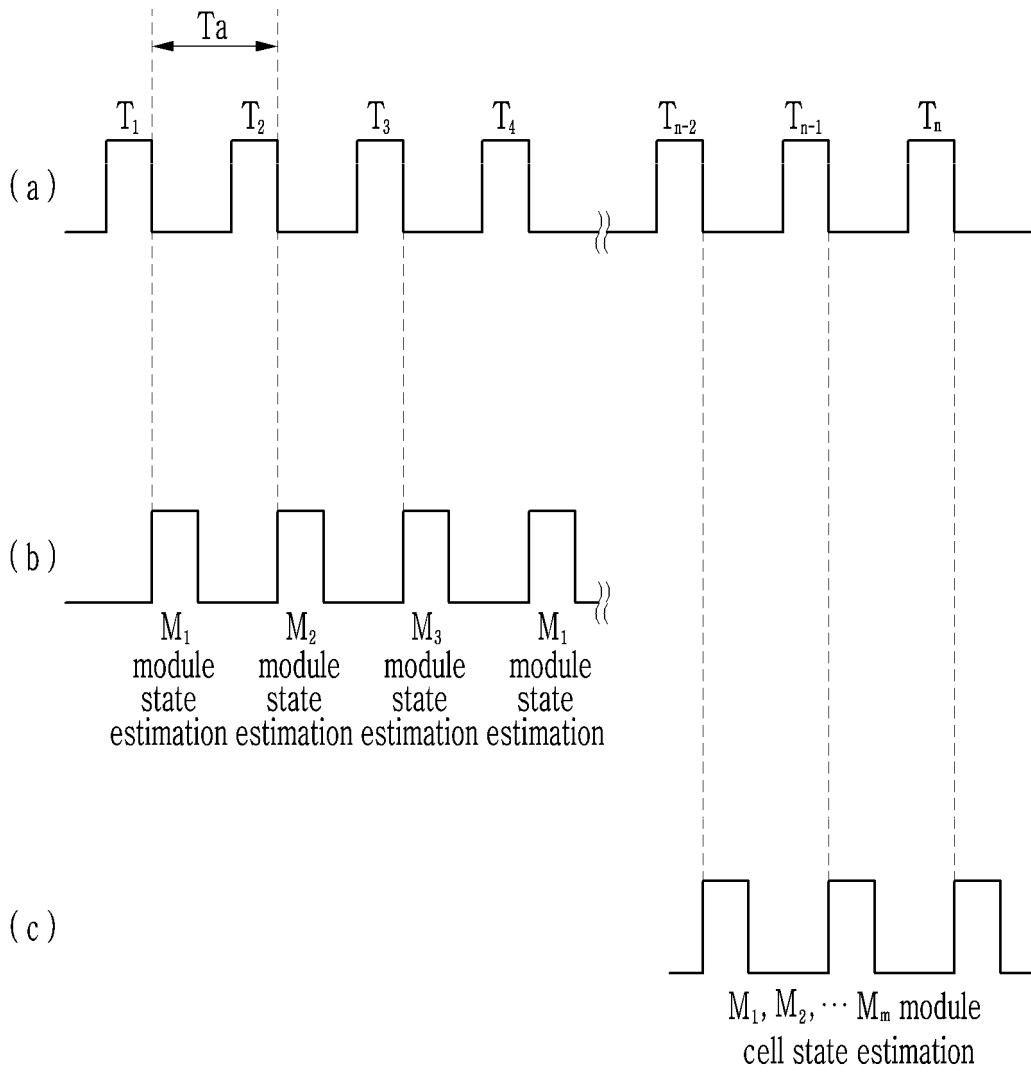 Ta
T₁ T₂ T₃ T₄ Tₙ₋₂ Tₙ₋₁ Tₙ
(a)
(b)
M₁ M₂ M₃ M₁
module module module module
state state state state
estimation estimation estimation estimation
(c)
M₁, M₂, ··· Mₘ module
cell state estimation